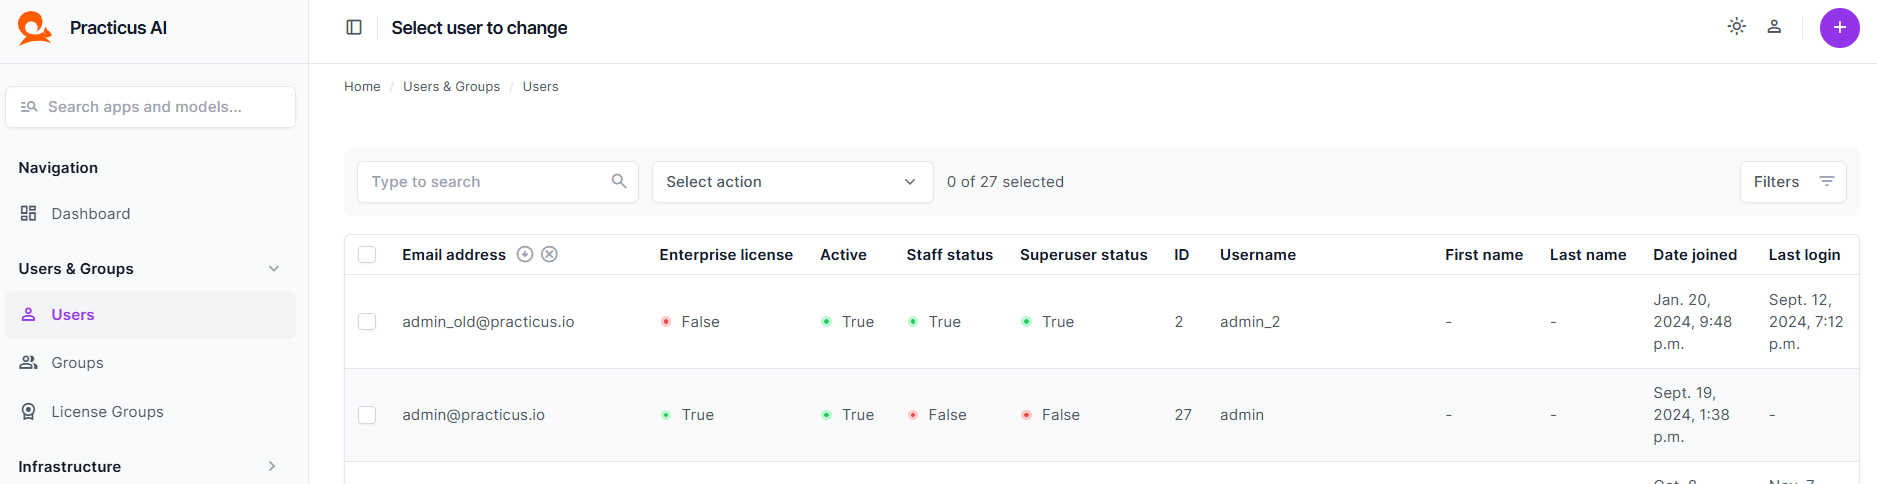 Practicus AI
Select user to change
Home / Users & Groups / Users
Search apps and models...
Navigation
Dashboard
Users & Groups
Users
Groups
License Groups
Infrastructure
Type to search
Select action
0 of 27 selected
Filters
Email address Enterprise license Active Staff status Superuser status ID Username First name Last name Date joined Last login
admin_old@practicus.io False True True True 2 admin_2 - - Jan. 20, 2024, 9:48 p.m. Sept. 12, 2024, 7:12 p.m.
admin@practicus.io True True False False 27 admin - - Sept. 19, 2024, 1:38 p.m. -